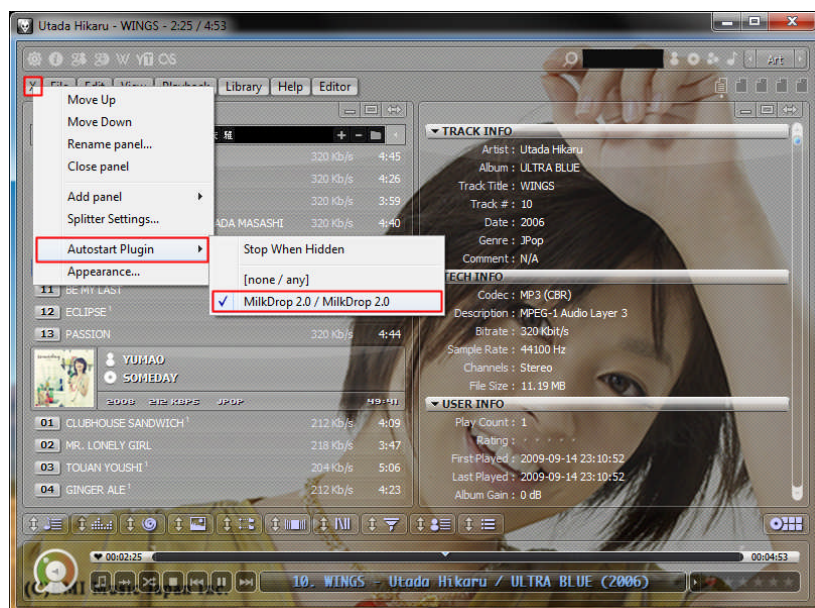 Utada Hikaru - WINGS - 2:25 / 4:53
Art
X File Edit View Playback Library Help Editor
Move Up
Move Down
Rename panel...
Close panel
Add panel
Splitter Settings...
Autostart Plugin
Appearance...
Stop When Hidden
[none / any]
MilkDrop 2.0 / MilkDrop 2.0
320 Kb/s 4:45
320 Kb/s 4:26
320 Kb/s 3:59
ADA MASASHI 320 Kb/s 4:40
11 BE MY LAST
12 ECLIPSE
13 PASSION 320 Kb/s 4:44
YUMAO
SOMEDAY
2008 212 KBPS JPOP 49:41
01 CLUBHOUSE SANDWICH 212 Kb/s 4:09
02 MR. LONELY GIRL 218 Kb/s 3:47
03 TOUAN YOUSHI 204 Kb/s 5:06
04 GINGER ALE 212 Kb/s 4:23
TRACK INFO
Artist : Utada Hikaru
Album : ULTRA BLUE
Track Title : WINGS
Track # : 10
Date : 2006
Genre : JPop
Comment : N/A
TECH INFO
Codec : MP3 (CBR)
Description : MPEG-1 Audio Layer 3
Bitrate : 320 Kbit/s
Sample Rate : 44100 Hz
Channels : Stereo
File Size : 11.19 MB
USER INFO
Play Count : 1
Rating :
First Played : 2009-09-14 23:10:52
Last Played : 2009-09-14 23:10:52
Album Gain : 0 dB
00:02:25 00:04:53
10. WINGS - Utada Hikaru / ULTRA BLUE (2006)